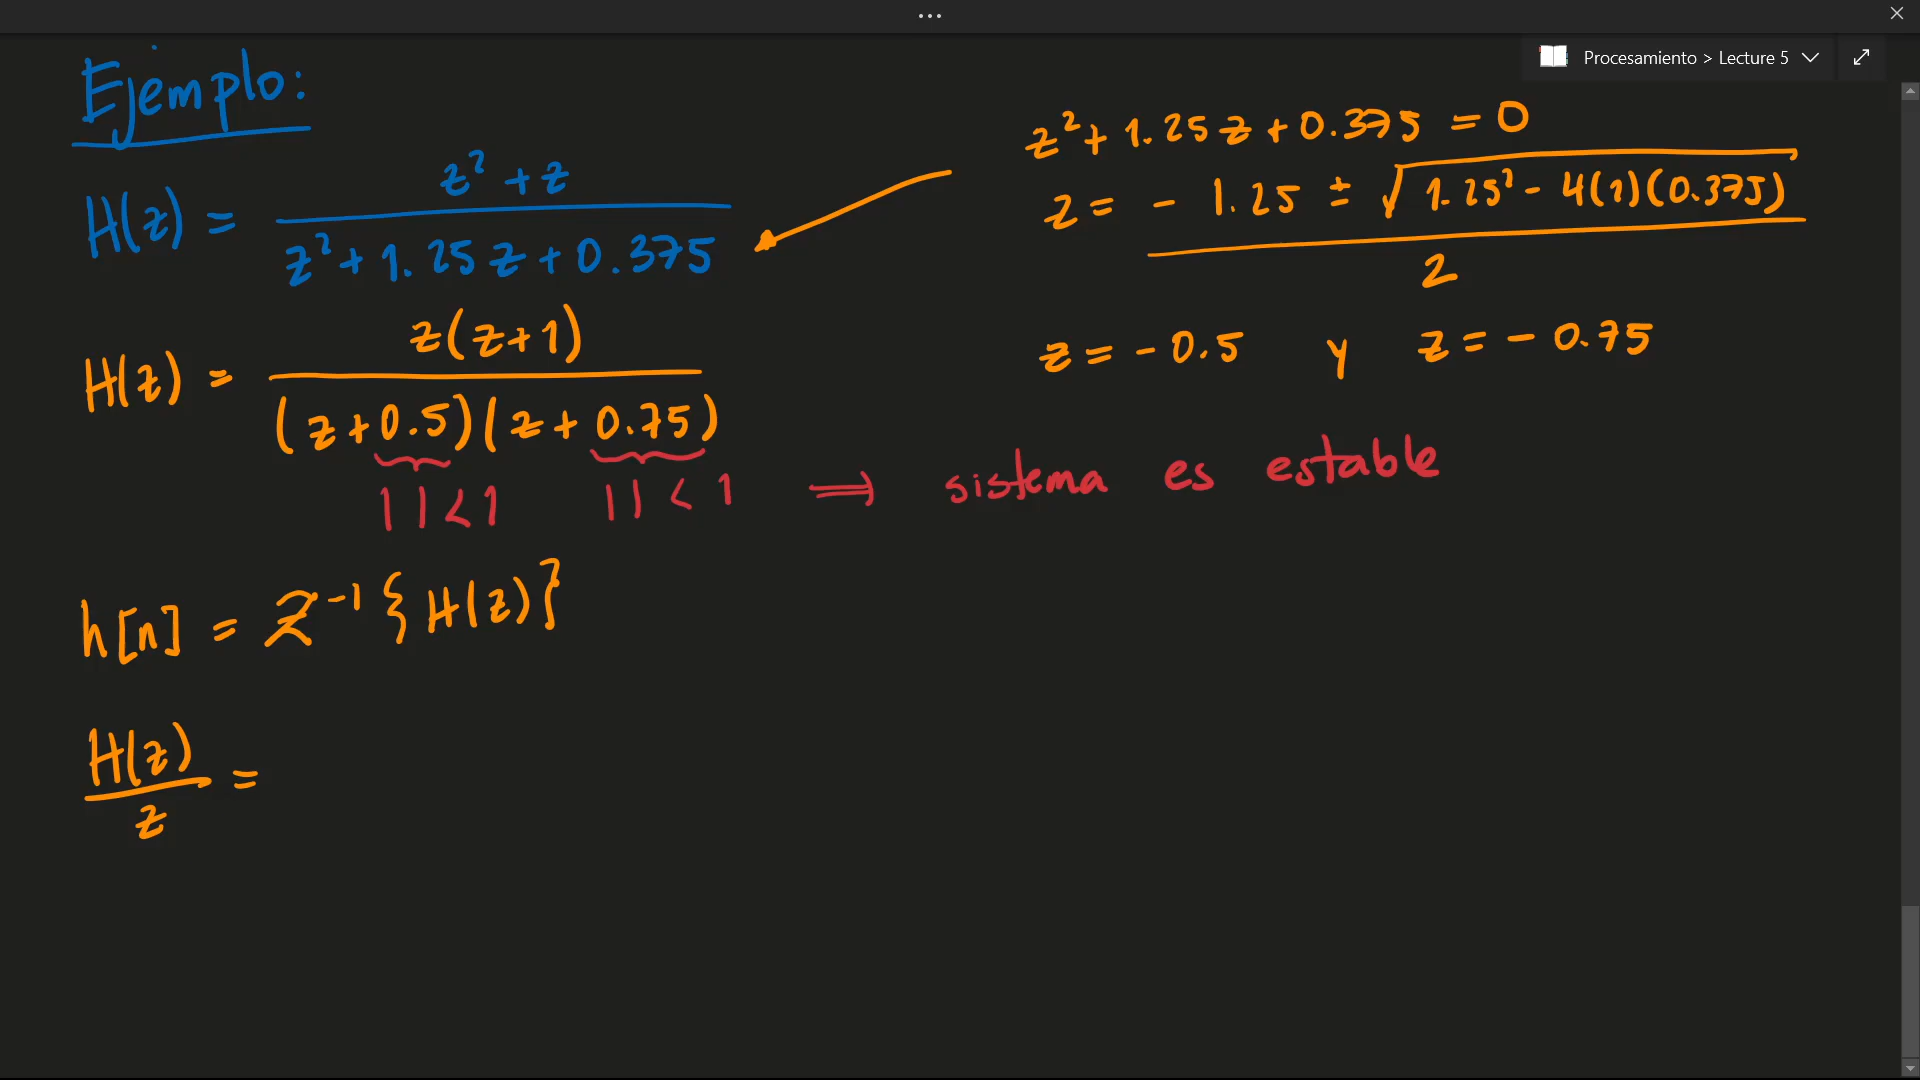 Procesamiento > Lecture 5
Ejemplo:
H(z) = (z² + z) / (z² + 1.25z + 0.375)
z² + 1.25z + 0.375 = 0
z = (- 1.25 ± √(1.25² - 4(1)(0.375))) / 2
z = - 0.5 y z = - 0.75
H(z) = z(z+1) / ((z+0.5)(z+0.75))
| | < 1 | | < 1 ⟹ sistema es estable
h[n] = Z⁻¹{H(z)}
H(z)/z =